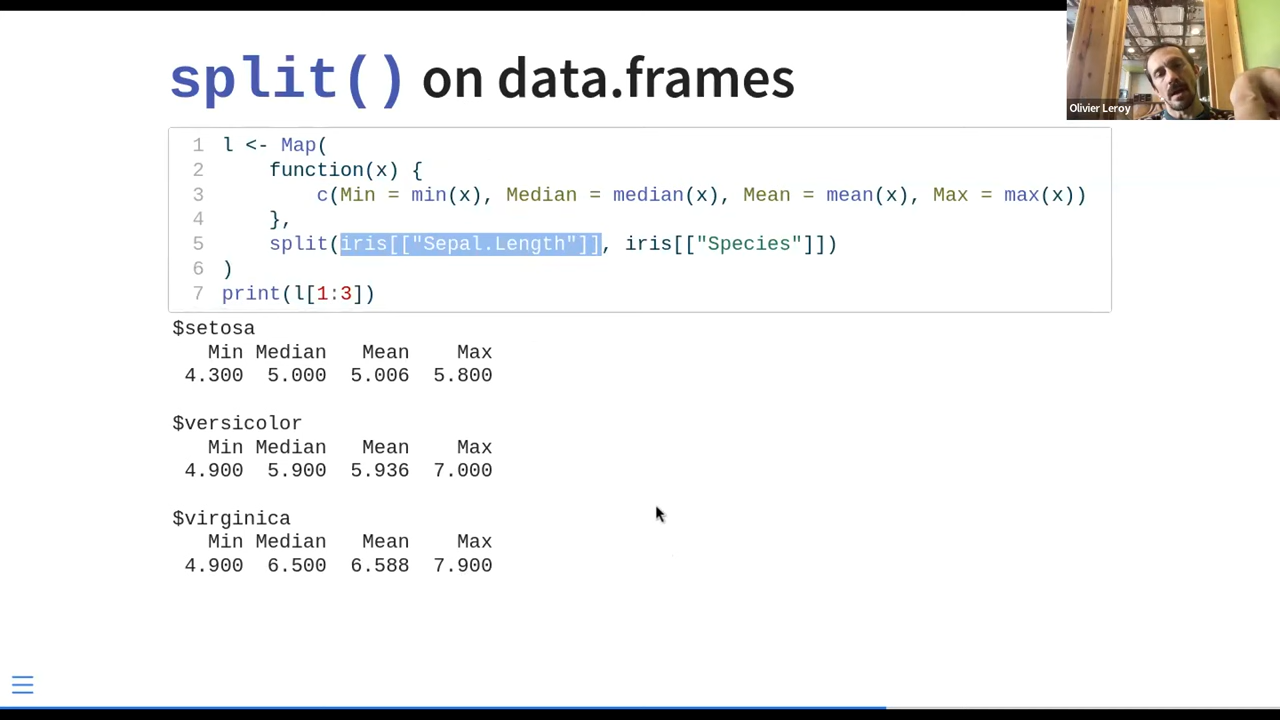 split() on data.frames
Olivier Leroy
1 l <- Map(
2     function(x) {
3         c(Min = min(x), Median = median(x), Mean = mean(x), Max = max(x))
4     },
5     split(iris[["Sepal.Length"]], iris[["Species"]])
6 )
7 print(l[1:3])
$setosa
   Min Median   Mean    Max
 4.300  5.000  5.006  5.800
$versicolor
   Min Median   Mean    Max
 4.900  5.900  5.936  7.000
$virginica
   Min Median   Mean    Max
 4.900  6.500  6.588  7.900